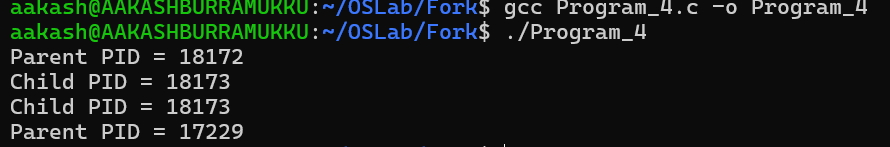 aakash@AAKASHBURRAMUKKU:~/OSLab/Fork$ gcc Program_4.c -o Program_4
aakash@AAKASHBURRAMUKKU:~/OSLab/Fork$ ./Program_4
Parent PID = 18172
Child PID = 18173
Child PID = 18173
Parent PID = 17229